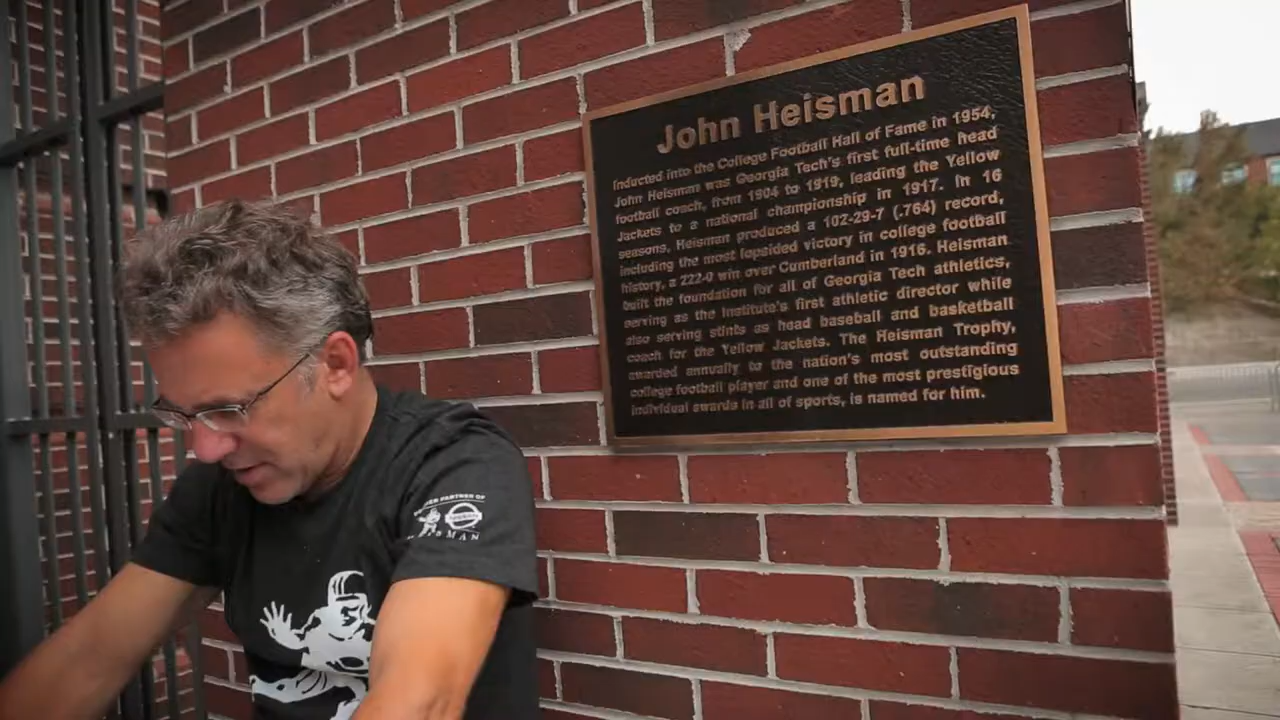 John Heisman
Inducted into the College Football Hall of Fame in 1954,
John Heisman was Georgia Tech's first full-time head
football coach, from 1904 to 1919, leading the Yellow
Jackets to a national championship in 1917. In 16
seasons, Heisman produced a 102-29-7 (.764) record,
including the most lopsided victory in college football
history, a 222-0 win over Cumberland in 1916. Heisman
built the foundation for all of Georgia Tech athletics,
serving as the Institute's first athletic director while
also serving stints as head baseball and basketball
coach for the Yellow Jackets. The Heisman Trophy,
awarded annually to the nation's most outstanding
college football player and one of the most prestigious
individual awards in all of sports, is named for him.
PARTNER OF
NISSAN